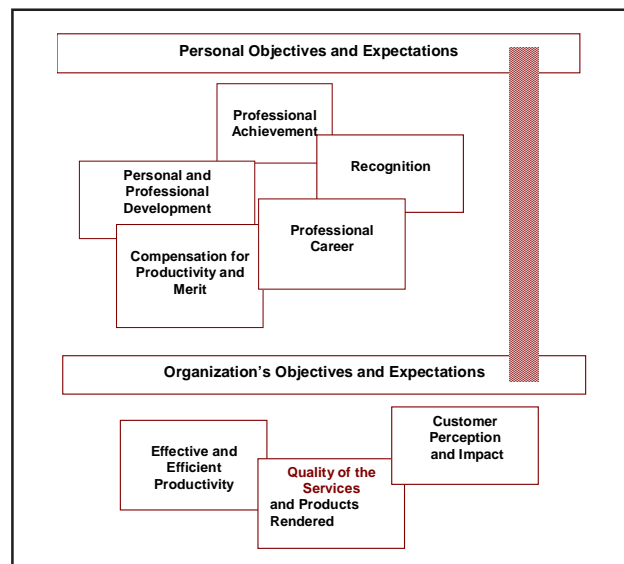 Personal Objectives and Expectations
Professional
Achievement
Recognition
Personal and
Professional
Development
Professional
Career
Compensation for
Productivity and
Merit
Organization’s Objectives and Expectations
Customer
Perception
and Impact
Effective and
Efficient
Productivity
Quality of the
Services
and Products
Rendered